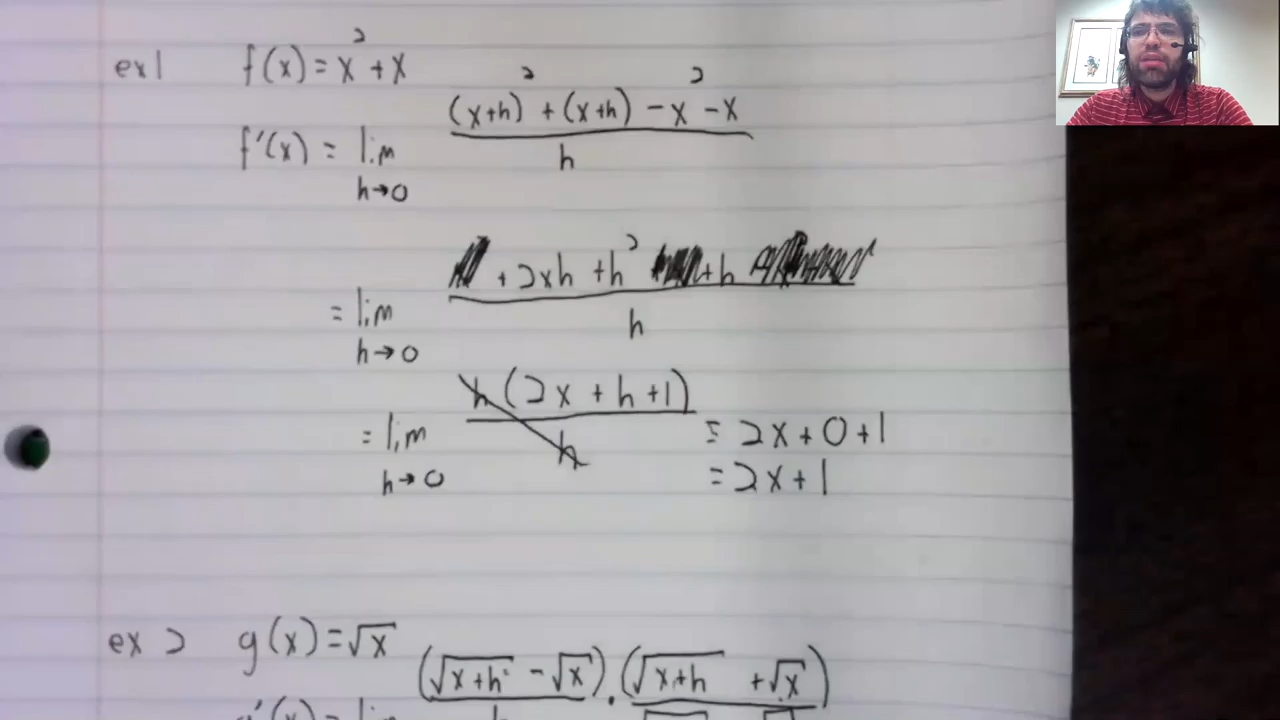 ex1 f(x) = x² + x
f'(x) = lim h→0 ((x+h)² + (x+h) - x² - x) / h
= lim h→0 (+ 2xh + h² + h) / h
= lim h→0 h(2x + h + 1) / h = 2x + 0 + 1
= 2x + 1
ex 2 g(x) = √x
g'(x) = lim (√x+h - √x) · (√x+h + √x)
h